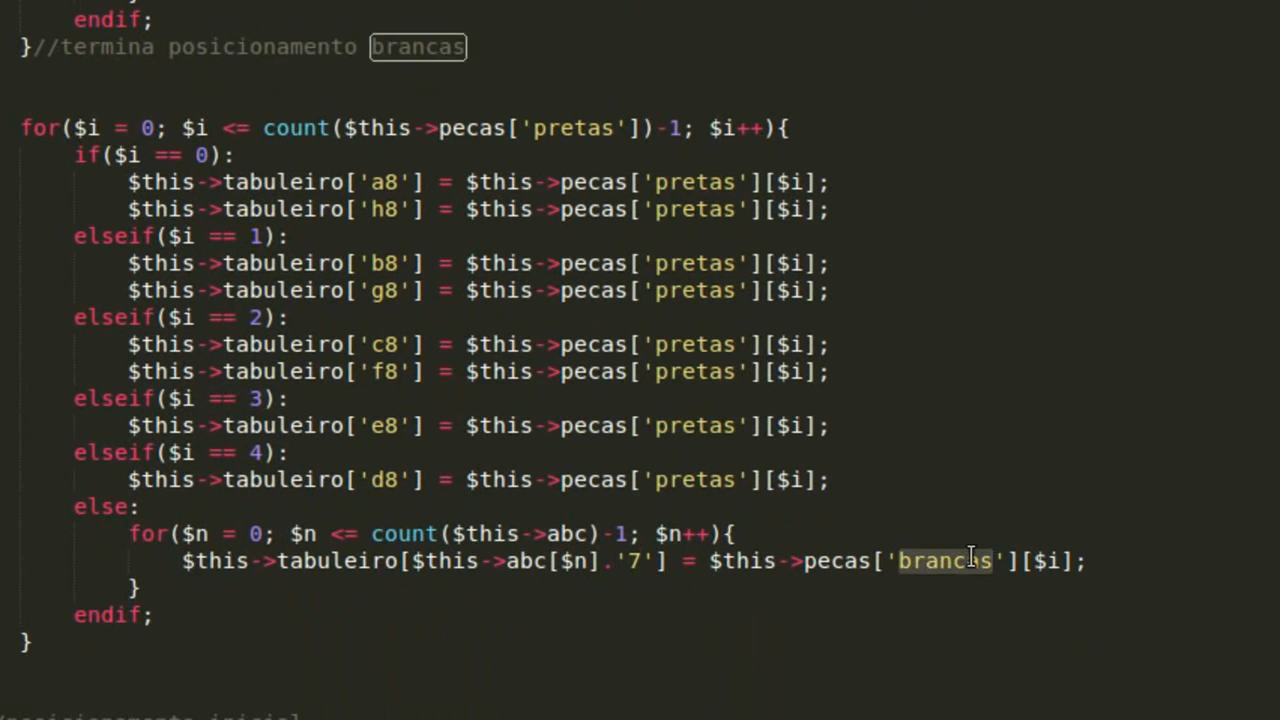 endif;
}//termina posicionamento brancas
for($i = 0; $i <= count($this->pecas['pretas'])-1; $i++){
if($i == 0):
$this->tabuleiro['a8'] = $this->pecas['pretas'][$i];
$this->tabuleiro['h8'] = $this->pecas['pretas'][$i];
elseif($i == 1):
$this->tabuleiro['b8'] = $this->pecas['pretas'][$i];
$this->tabuleiro['g8'] = $this->pecas['pretas'][$i];
elseif($i == 2):
$this->tabuleiro['c8'] = $this->pecas['pretas'][$i];
$this->tabuleiro['f8'] = $this->pecas['pretas'][$i];
elseif($i == 3):
$this->tabuleiro['e8'] = $this->pecas['pretas'][$i];
elseif($i == 4):
$this->tabuleiro['d8'] = $this->pecas['pretas'][$i];
else:
for($n = 0; $n <= count($this->abc)-1; $n++){
$this->tabuleiro[$this->abc[$n].'7'] = $this->pecas['brancas'][$i];
}
endif;
}